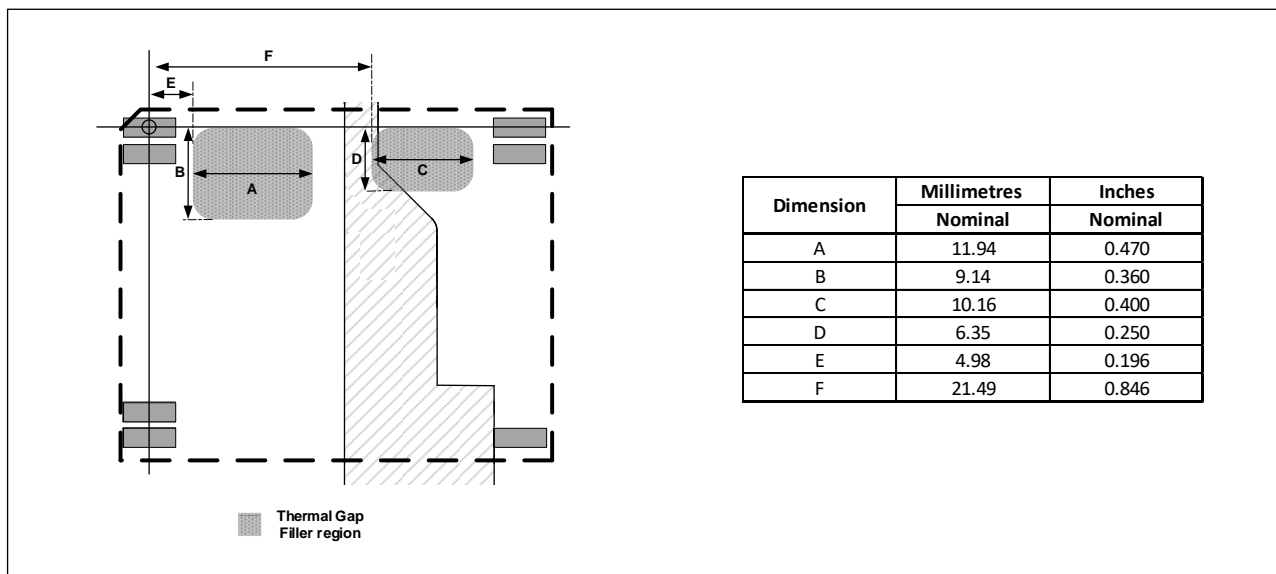 F
E
D
B
C
A
Thermal Gap
Filler region
Dimension Millimetres Inches
Nominal Nominal
A 11.94 0.470
B 9.14 0.360
C 10.16 0.400
D 6.35 0.250
E 4.98 0.196
F 21.49 0.846